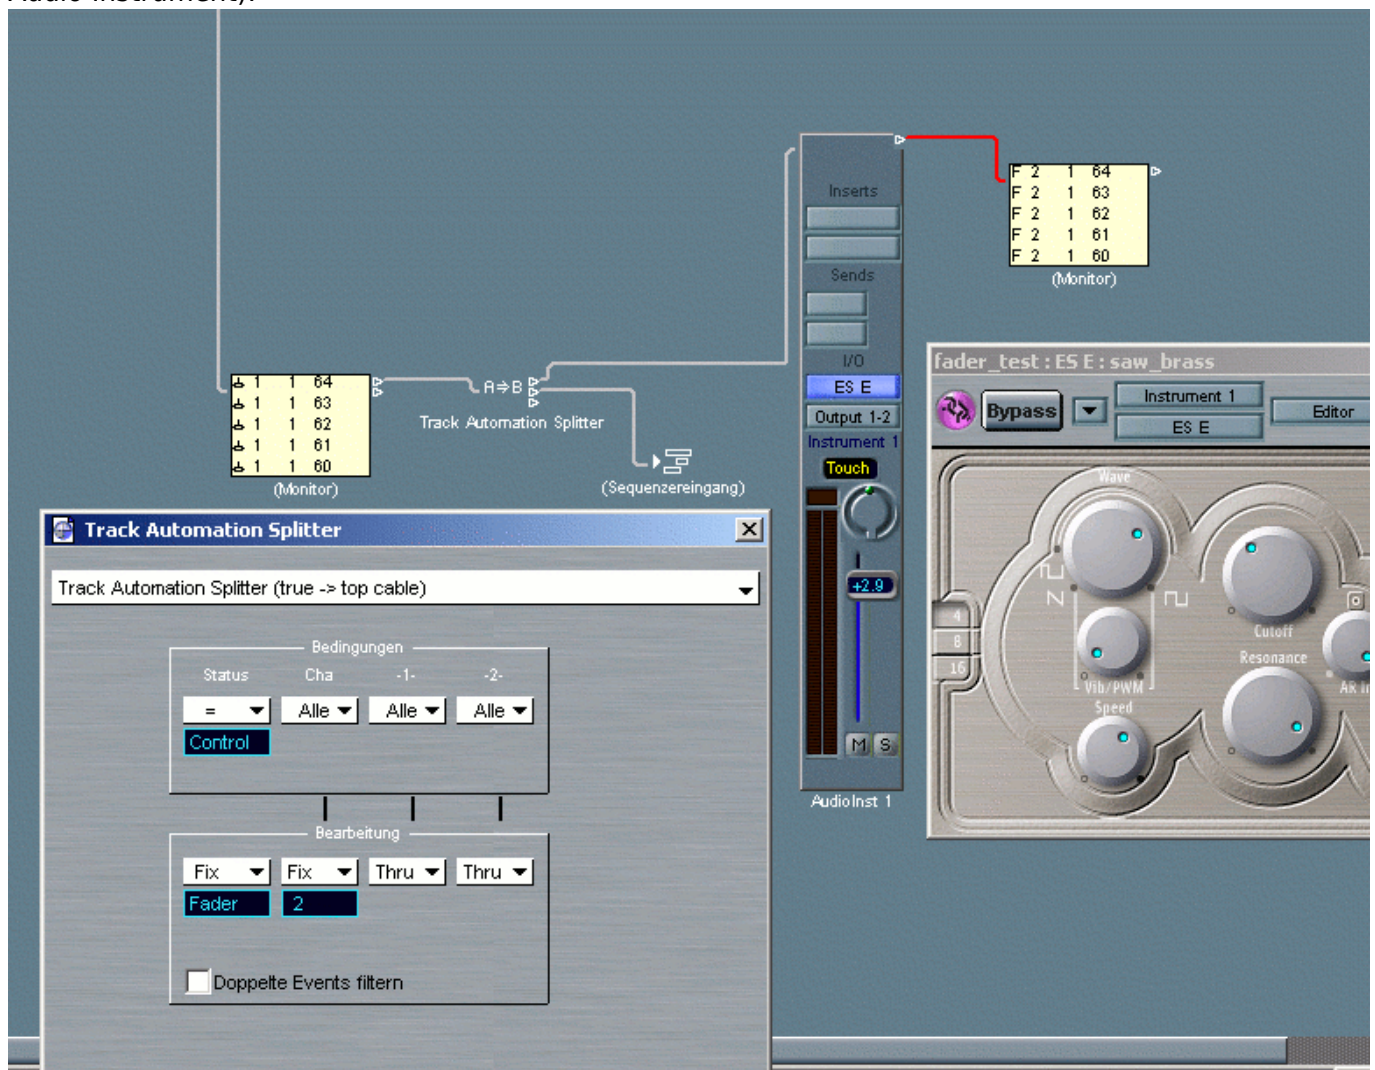 Audio-Instrument).
F 2 1 64
F 2 1 63
F 2 1 62
F 2 1 61
F 2 1 60
(Monitor)
Inserts
Sends
I/O
ES E
Output 1-2
Instrument 1
Touch
+2.9
M S
AudioInst 1
1 1 64
1 1 63
1 1 62
1 1 61
1 1 60
(Monitor)
A⇒B
Track Automation Splitter
(Sequenzereingang)
fader_test : ES E : saw_brass
Bypass
Instrument 1
ES E
Editor
Wave
4
8
16
Vib/PWM
Speed
Cutoff
Resonance
AR In
Track Automation Splitter
Track Automation Splitter (true -> top cable)
Bedingungen
Status Cha -1- -2-
= Alle Alle Alle
Control
Bearbeitung
Fix Fix Thru Thru
Fader 2
Doppelte Events filtern